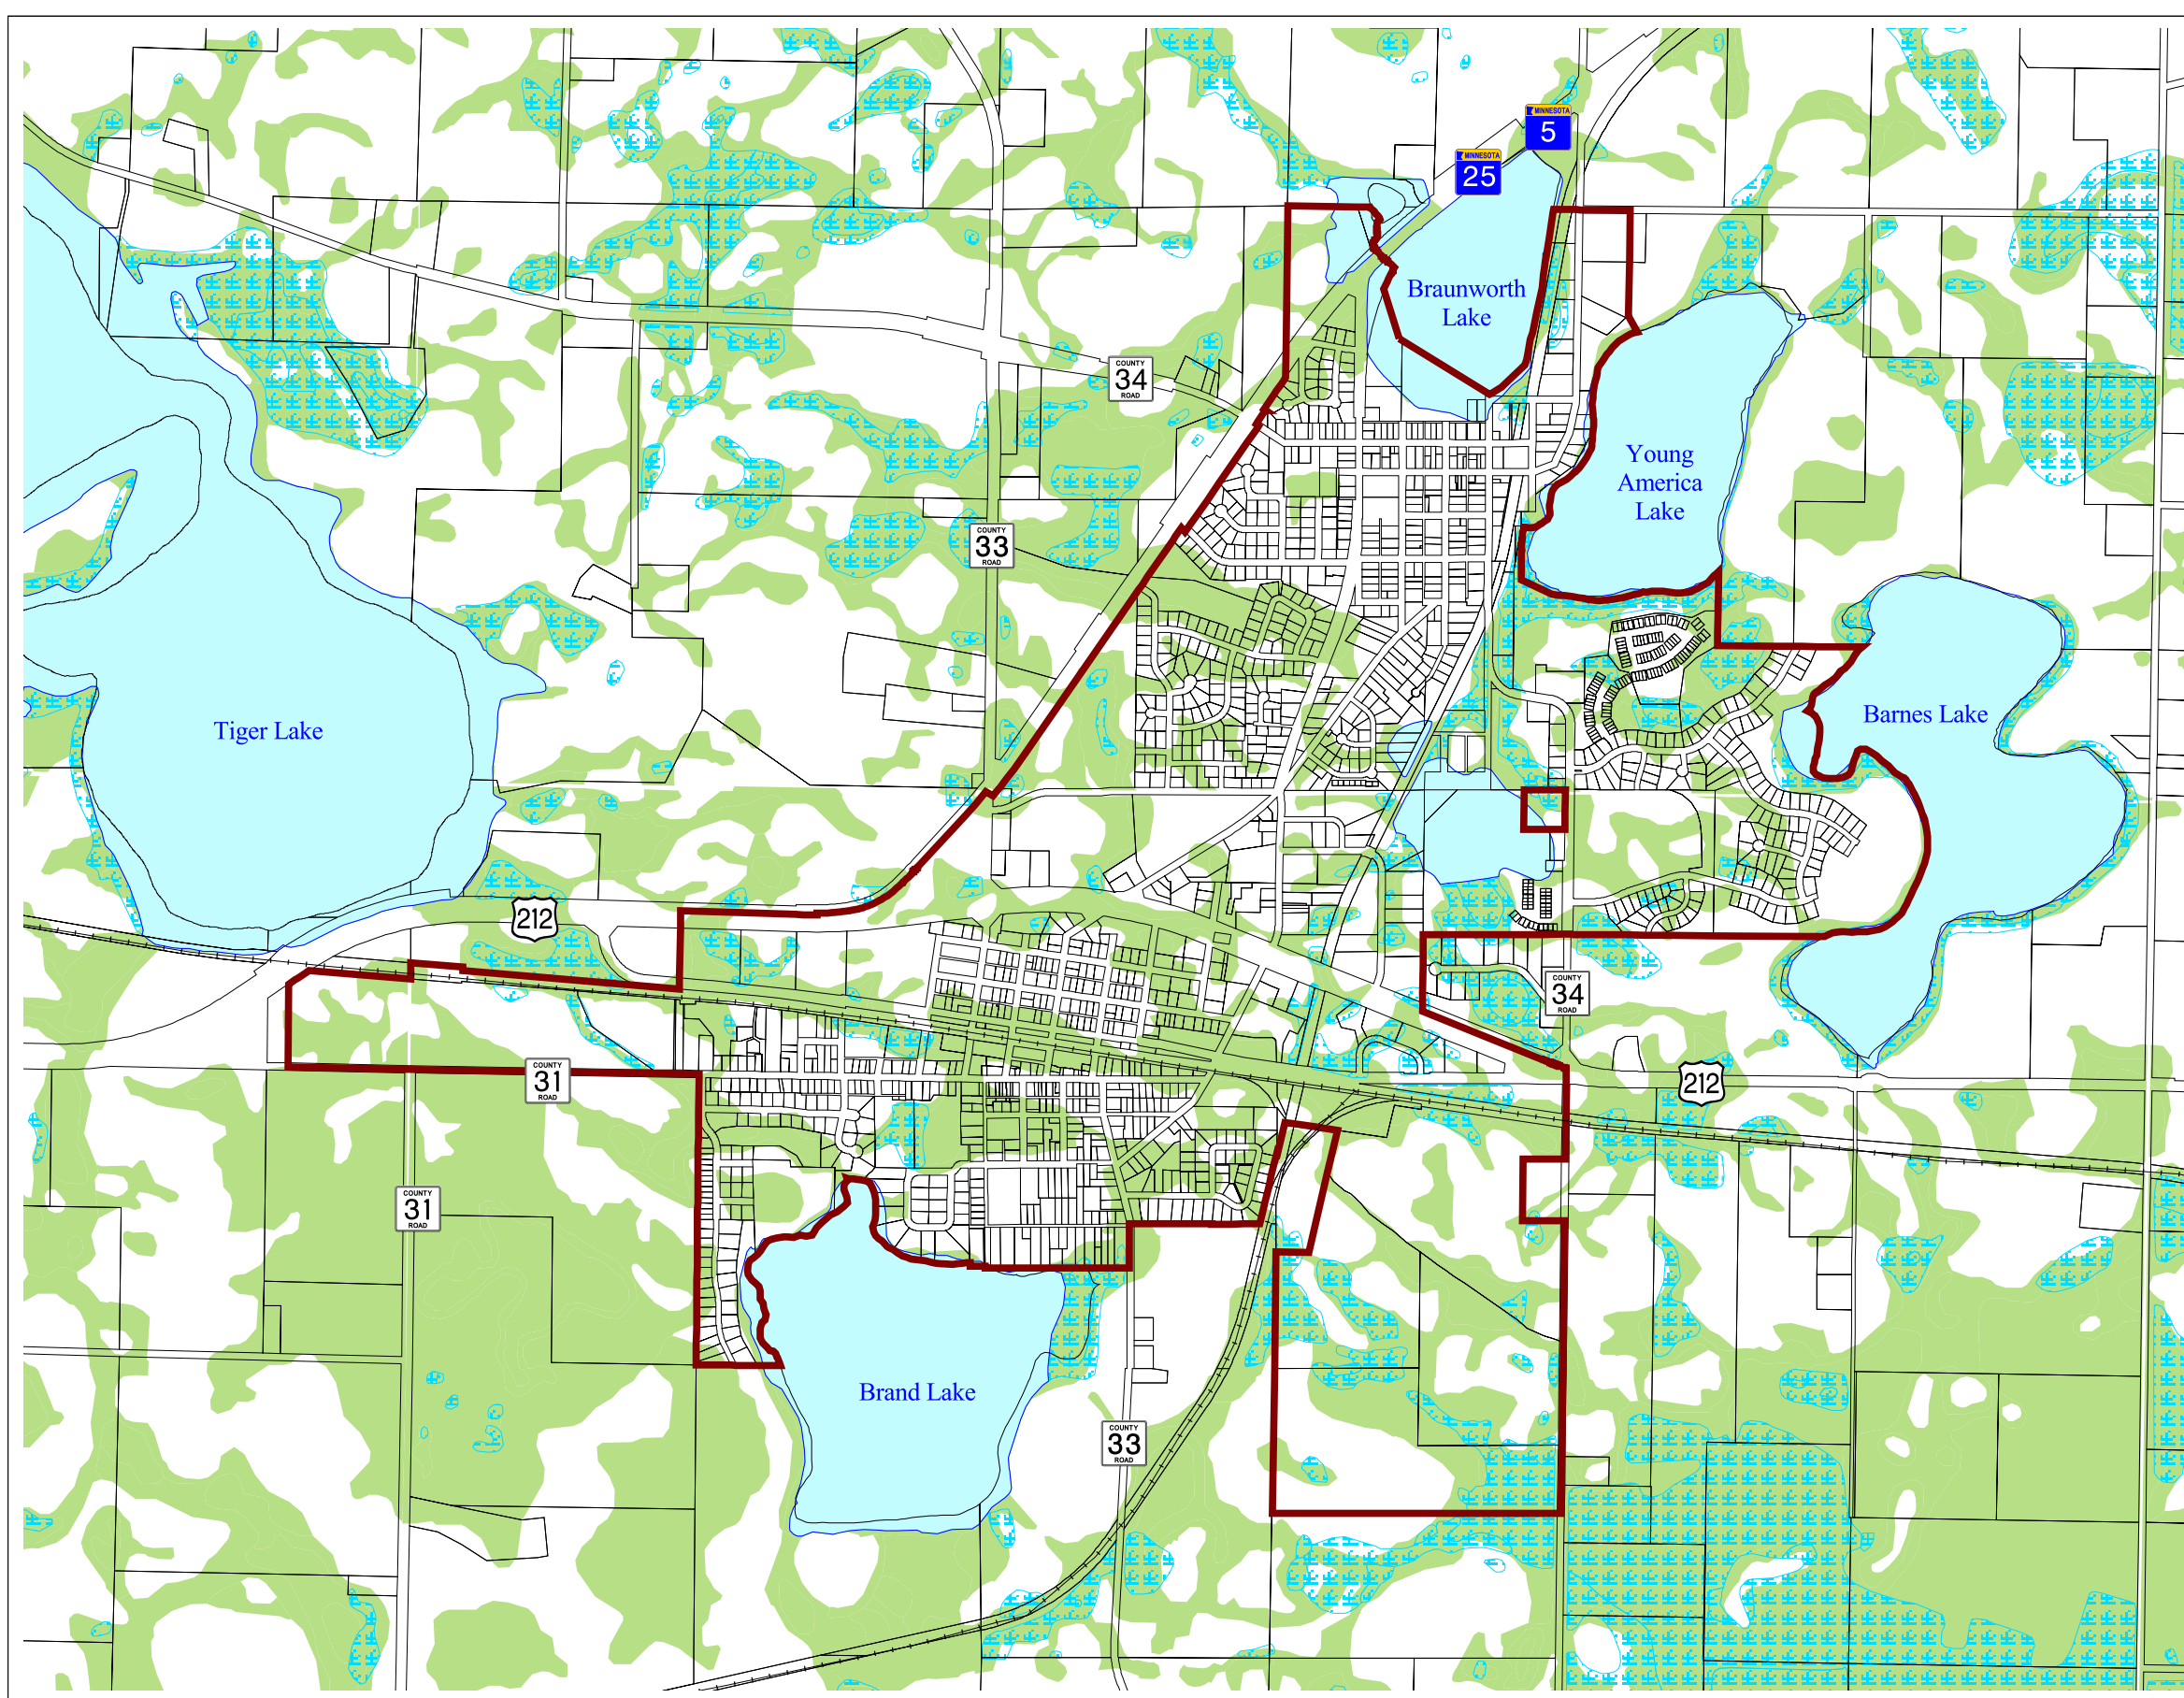 MINNESOTA
5
MINNESOTA
25
Braunworth
Lake
COUNTY
34
ROAD
Young
America
Lake
COUNTY
33
ROAD
Tiger Lake
Barnes Lake
212
COUNTY
34
ROAD
COUNTY
31
ROAD
212
COUNTY
31
ROAD
Brand Lake
COUNTY
33
ROAD